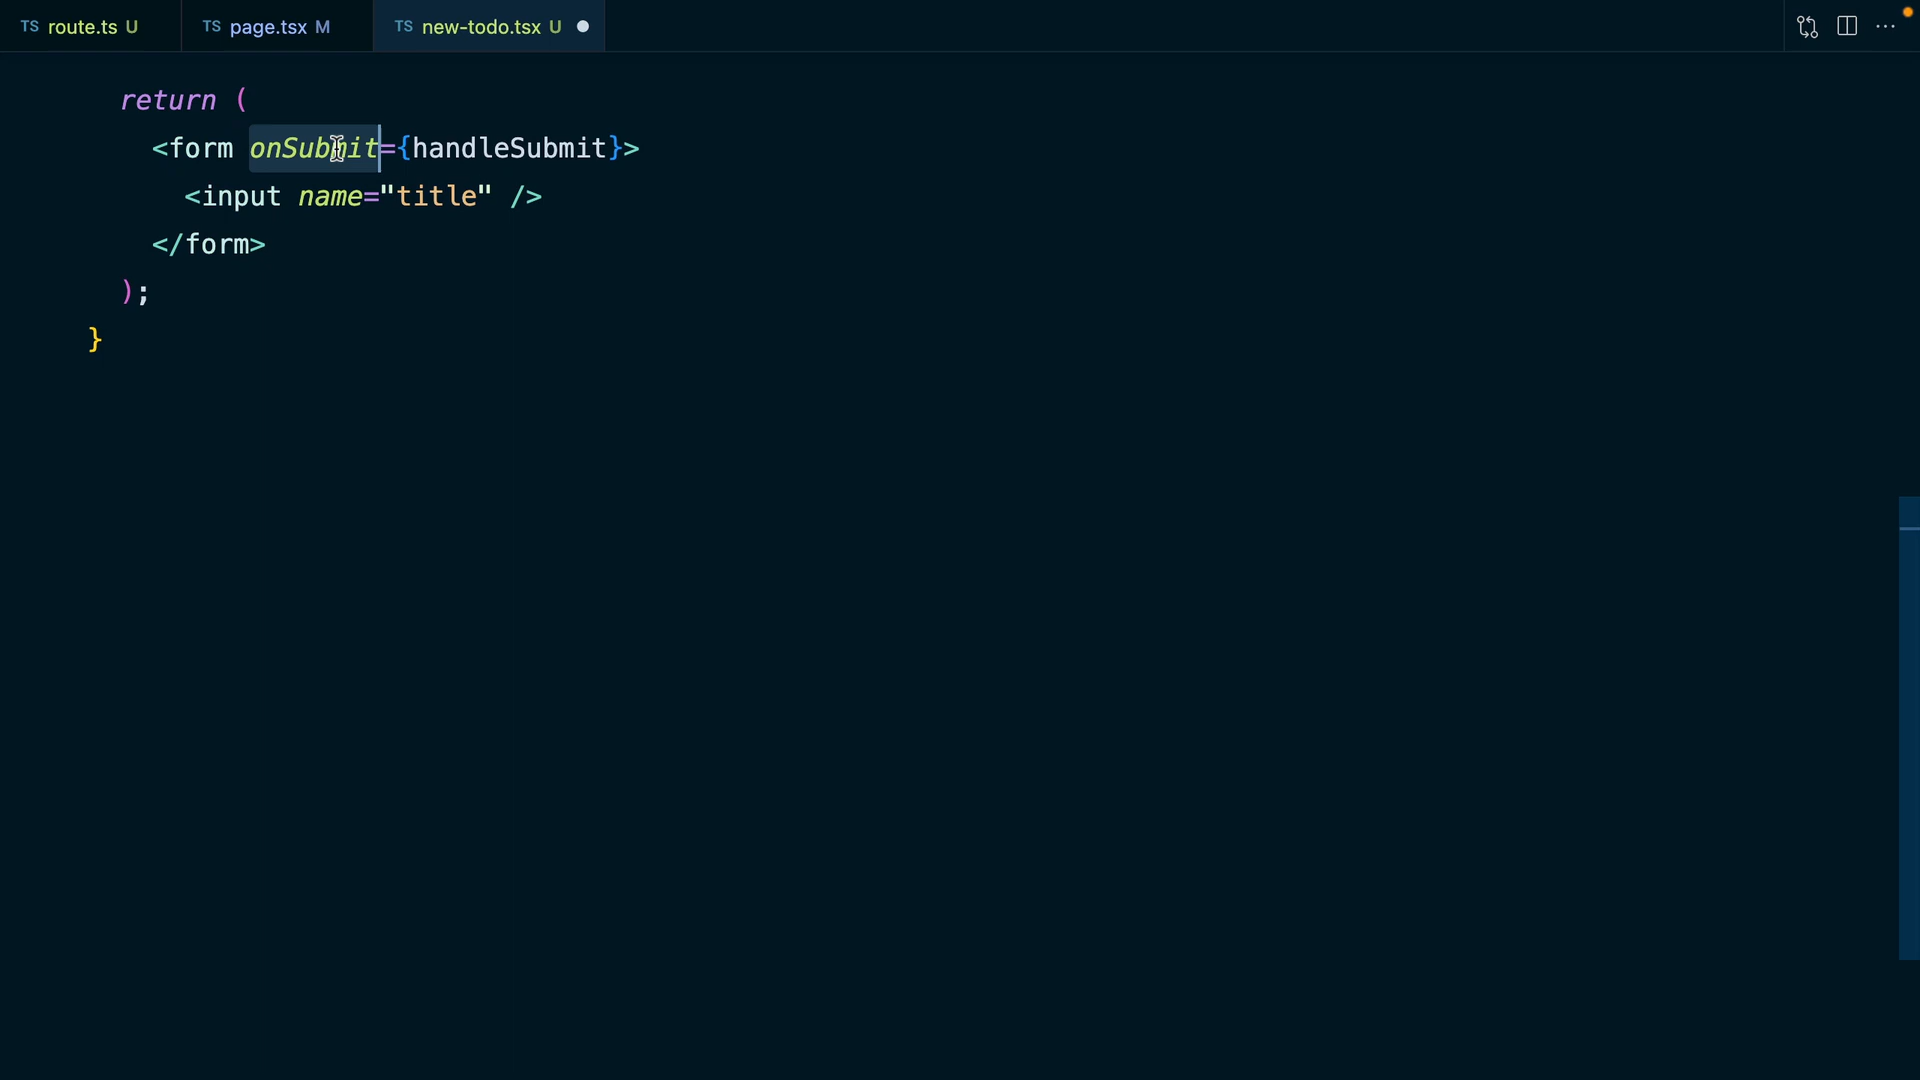 TS route.ts U
TS page.tsx M
TS new-todo.tsx U
return (
<form onSubmit={handleSubmit}>
<input name="title" />
</form>
);
}